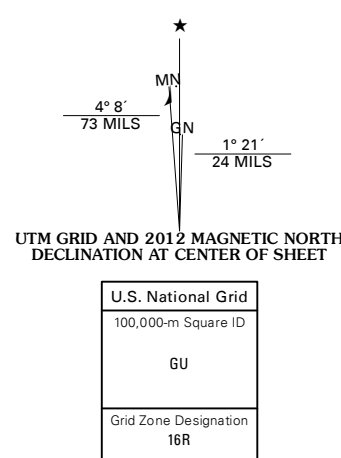 ★
MN
4° 8´
73 MILS
GN
1° 21´
24 MILS
UTM GRID AND 2012 MAGNETIC NORTH
DECLINATION AT CENTER OF SHEET
U.S. National Grid
100,000-m Square ID
GU
Grid Zone Designation
16R